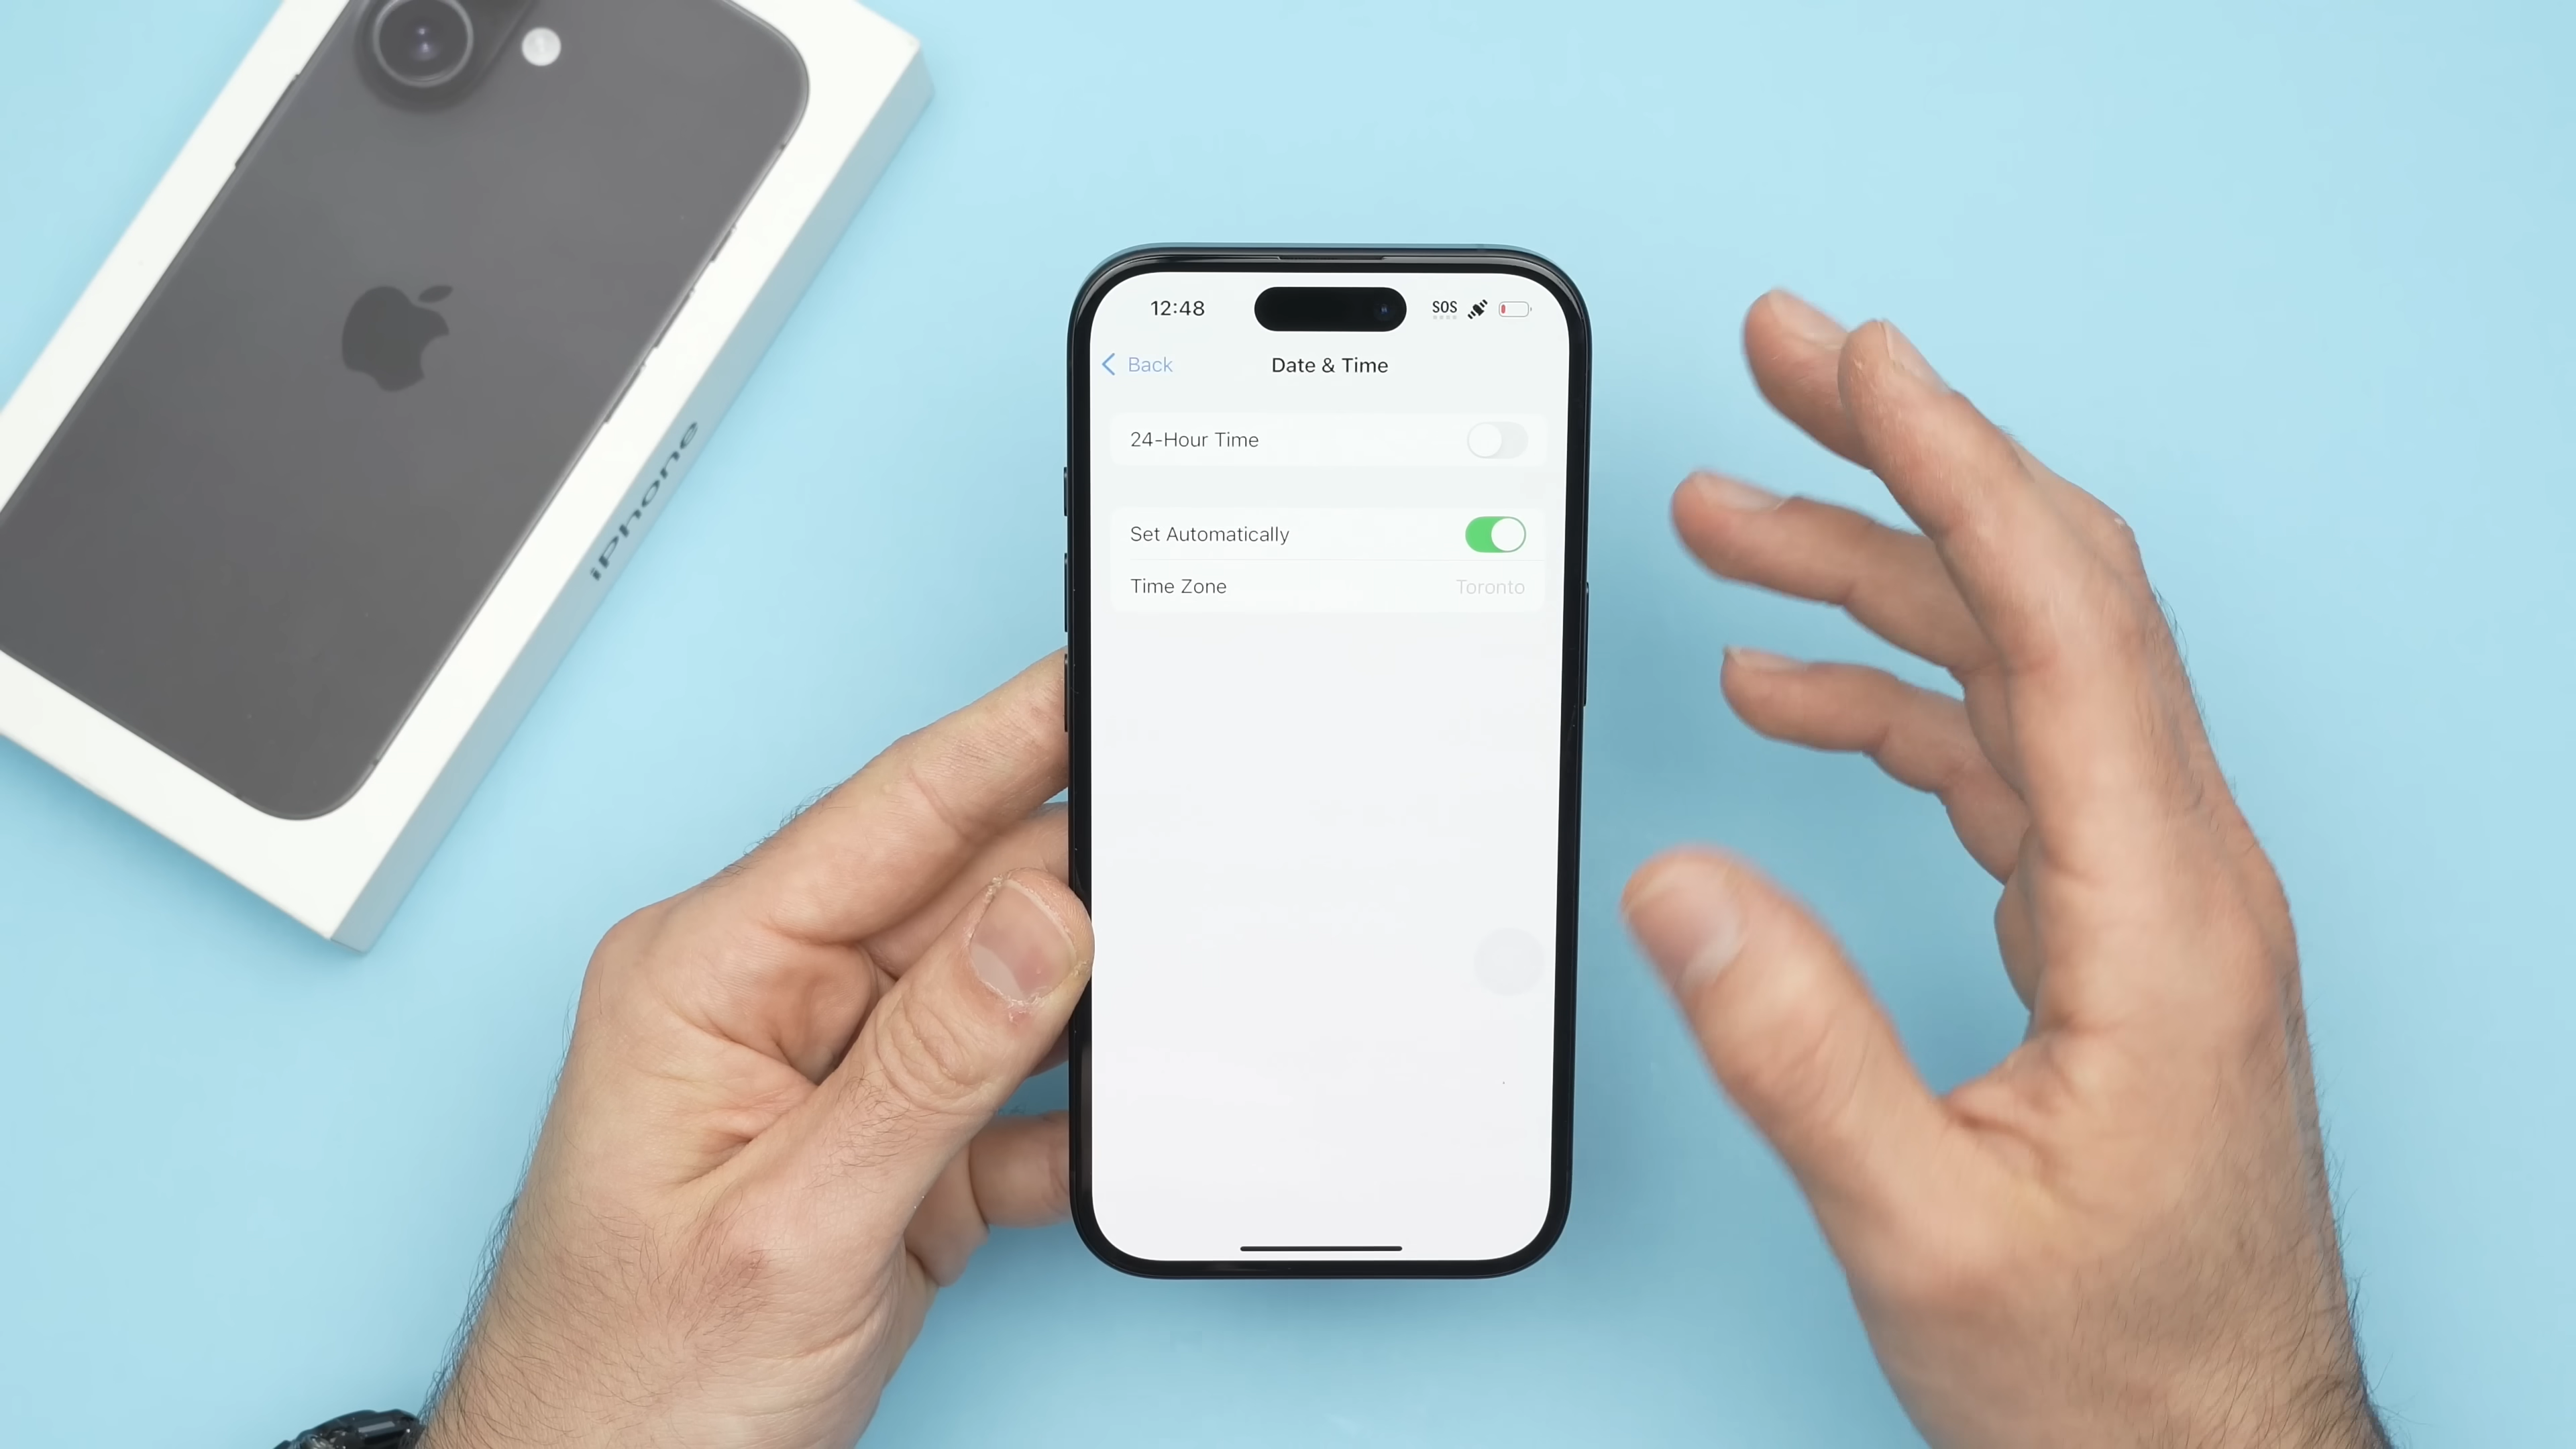 iPhone
12:48
SOS
Back
Date & Time
24-Hour Time
Set Automatically
Time Zone
Toronto